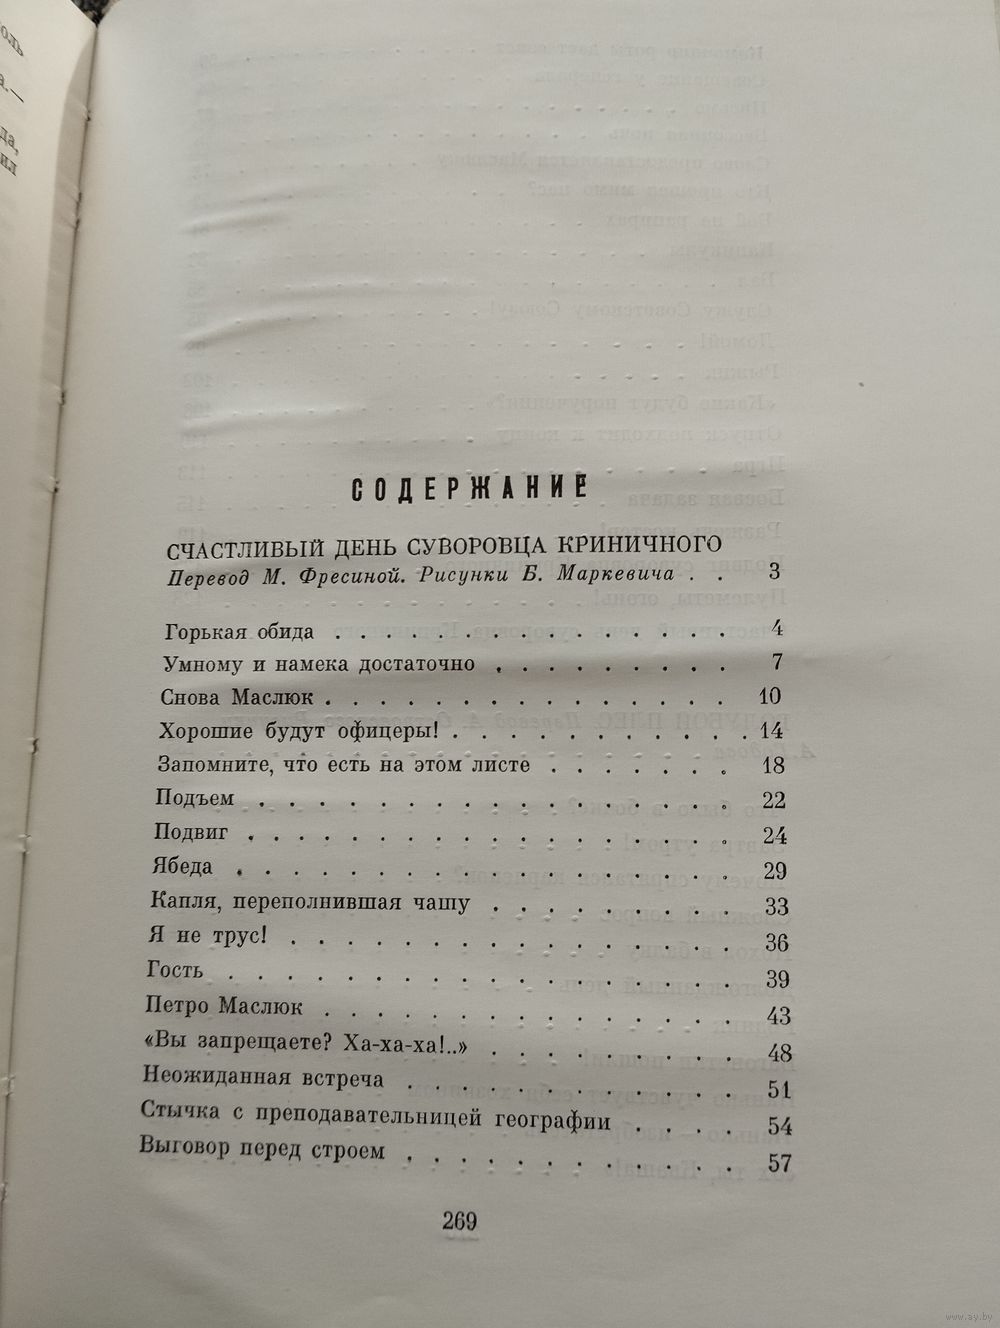 СОДЕРЖАНИЕ
СЧАСТЛИВЫЙ ДЕНЬ СУВОРОВЦА КРИНИЧНОГО
Перевод М. Фресиной. Рисунки Б. Маркевича . . 3
Горькая обида . . . . . . . . . . . . . . . . 4
Умному и намека достаточно . . . . . . . . . 7
Снова Маслюк . . . . . . . . . . . . . . . . 10
Хорошие будут офицеры! . . . . . . . . . . . 14
Запомните, что есть на этом листе . . . . . . . 18
Подъем . . . . . . . . . . . . . . . . . . 22
Подвиг . . . . . . . . . . . . . . . . . . 24
Ябеда . . . . . . . . . . . . . . . . . . . 29
Капля, переполнившая чашу . . . . . . . . . 33
Я не трус! . . . . . . . . . . . . . . . . 36
Гость . . . . . . . . . . . . . . . . . . 39
Петро Маслюк . . . . . . . . . . . . . . . 43
«Вы запрещаете? Ха-ха-ха!..» . . . . . . . . . 48
Неожиданная встреча . . . . . . . . . . . . 51
Стычка с преподавательницей географии . . . . 54
Выговор перед строем . . . . . . . . . . . . 57
269
www.ay.by